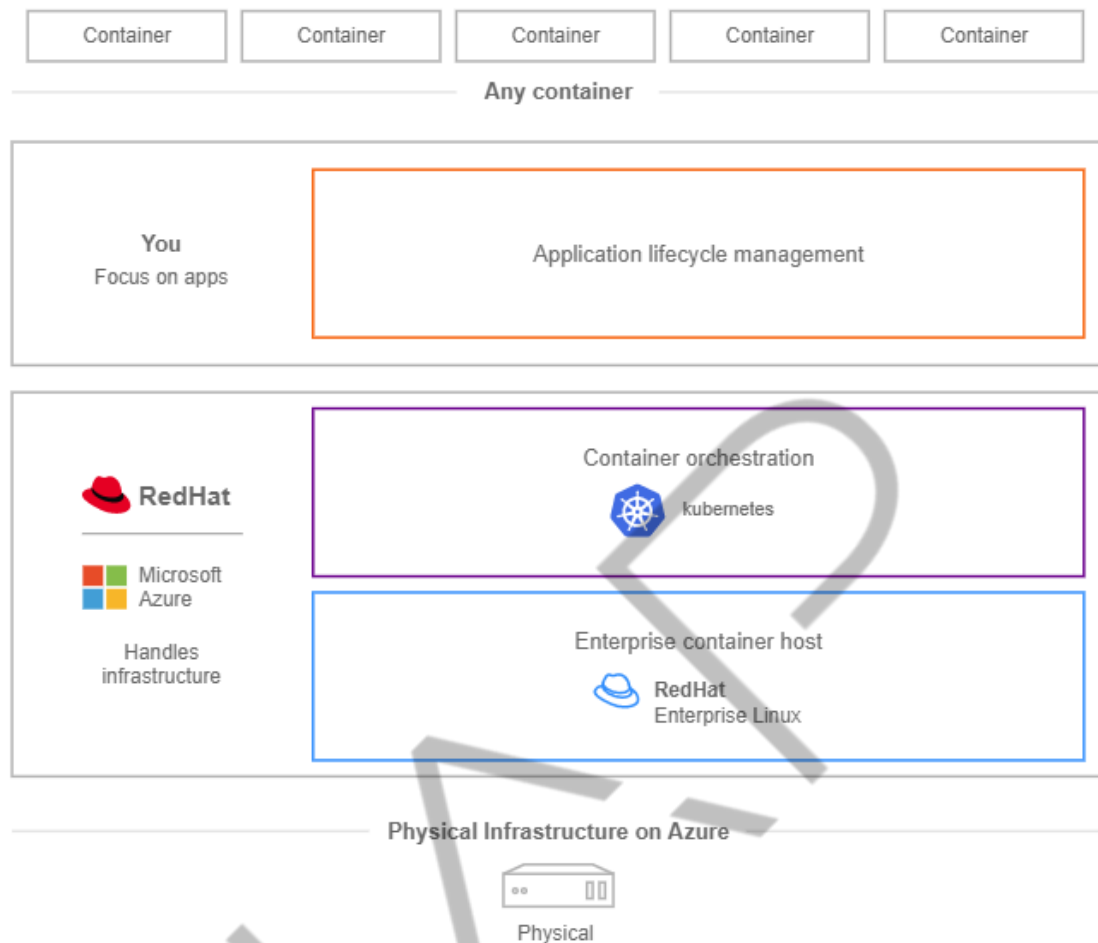 Container
Container
Container
Container
Container
Any container
You
Focus on apps
Application lifecycle management
RedHat
Microsoft
Azure
Handles
infrastructure
Container orchestration
kubernetes
Enterprise container host
RedHat
Enterprise Linux
Physical Infrastructure on Azure
Physical